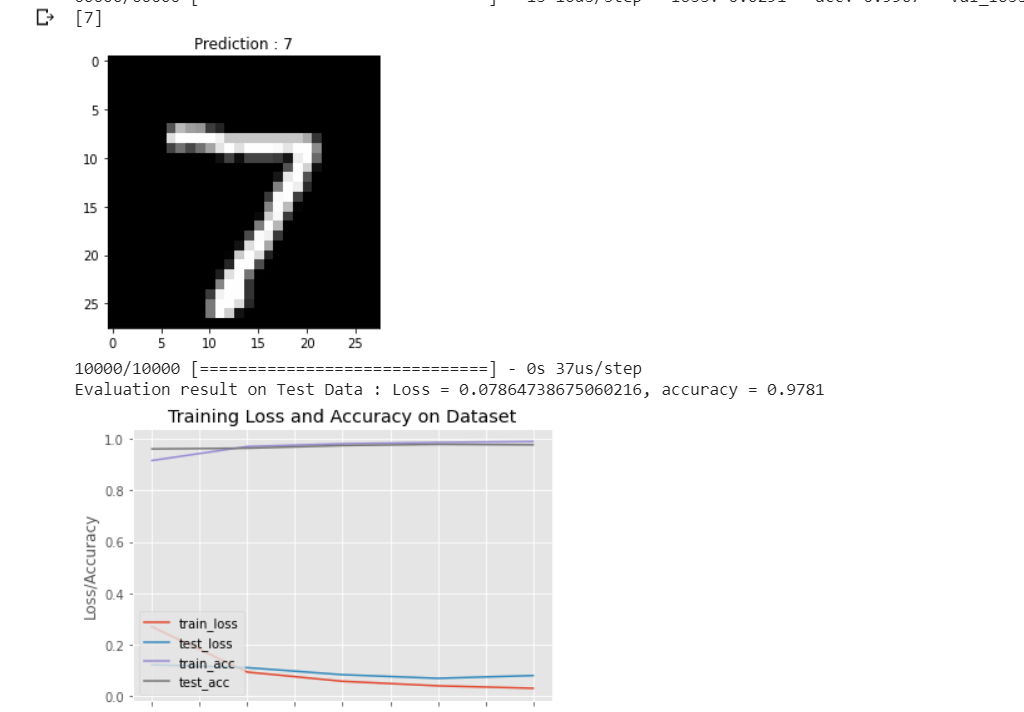 [7]
Prediction : 7
0
5
10
15
20
25
0 5 10 15 20 25
10000/10000 [==============================] - 0s 37us/step
Evaluation result on Test Data : Loss = 0.07864738675060216, accuracy = 0.9781
Training Loss and Accuracy on Dataset
1.0
0.8
0.6
0.4
0.2
0.0
Loss/Accuracy
train_loss
test_loss
train_acc
test_acc